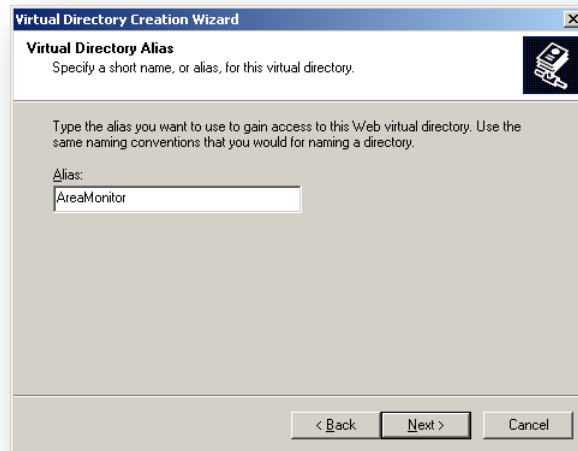 Virtual Directory Creation Wizard
Virtual Directory Alias
Specify a short name, or alias, for this virtual directory.
Type the alias you want to use to gain access to this Web virtual directory. Use the
same naming conventions that you would for naming a directory.
Alias:
AreaMonitor
< Back
Next >
Cancel